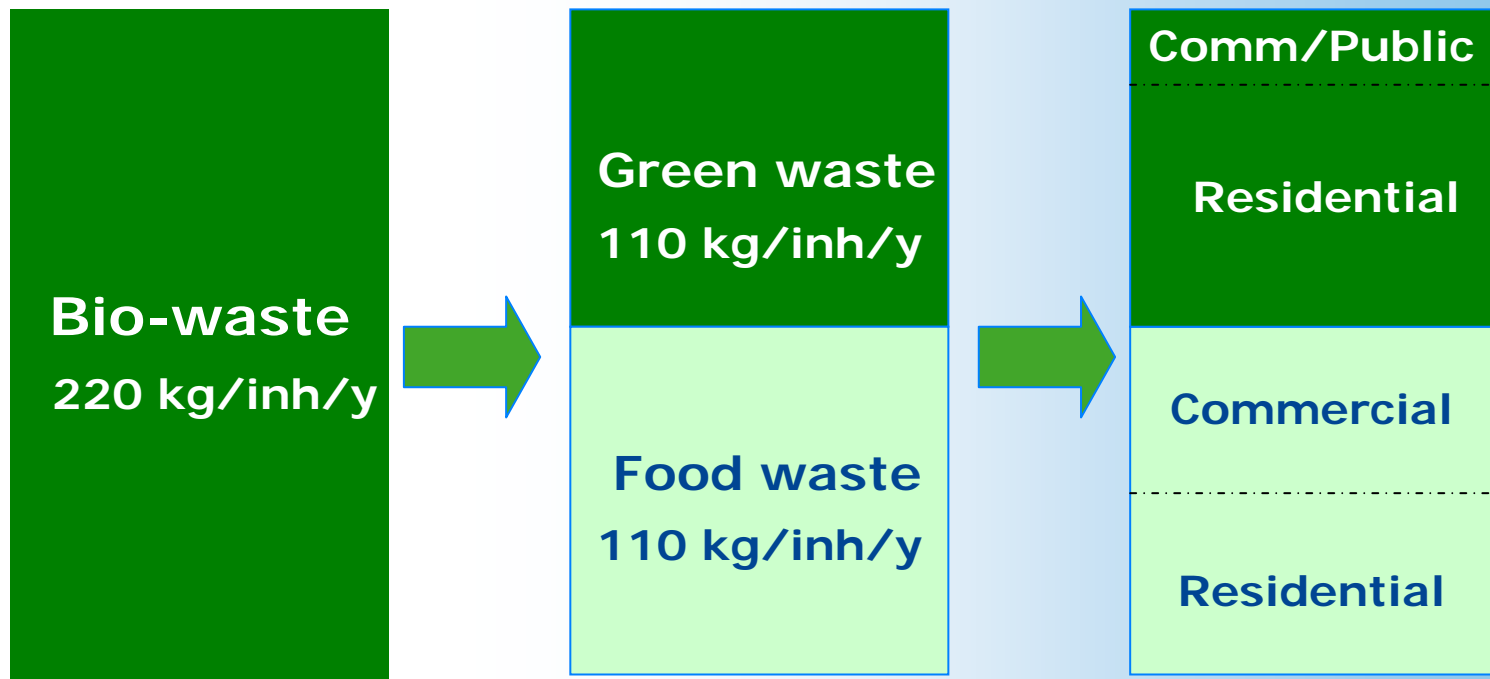 Bio-waste
220 kg/inh/y
Green waste
110 kg/inh/y
Food waste
110 kg/inh/y
Comm/Public
Residential
Commercial
Residential